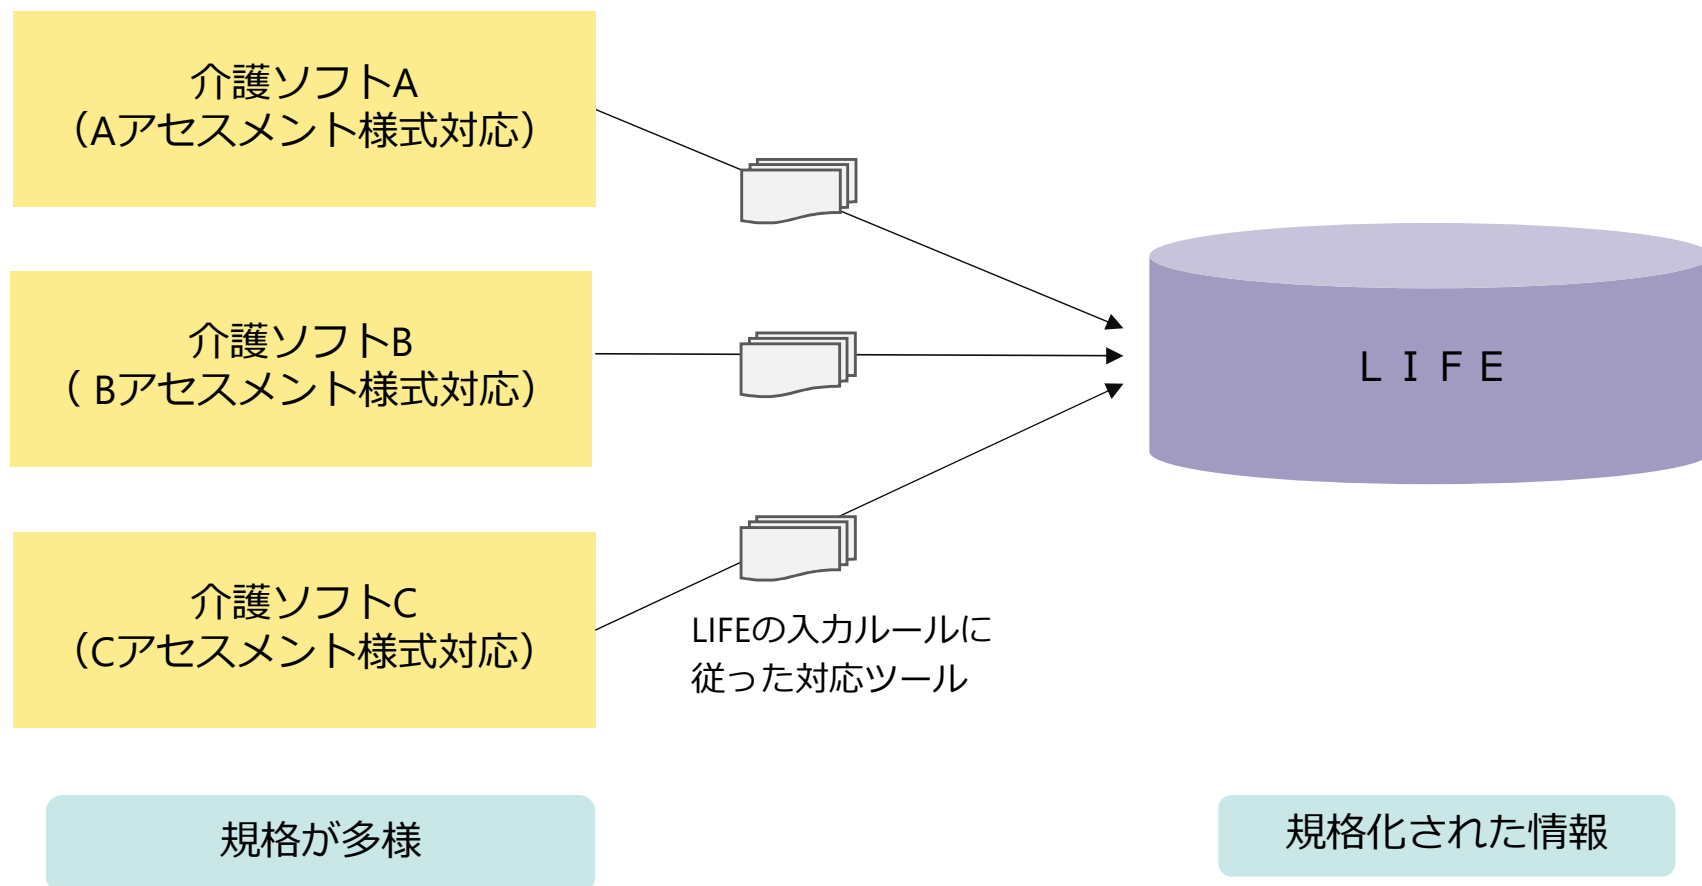 介護ソフトA
（Aアセスメント様式対応）
介護ソフトB
（ Bアセスメント様式対応）
介護ソフトC
（Cアセスメント様式対応）
LIFEの入力ルールに
従った対応ツール
ＬＩＦＥ
規格が多様
規格化された情報